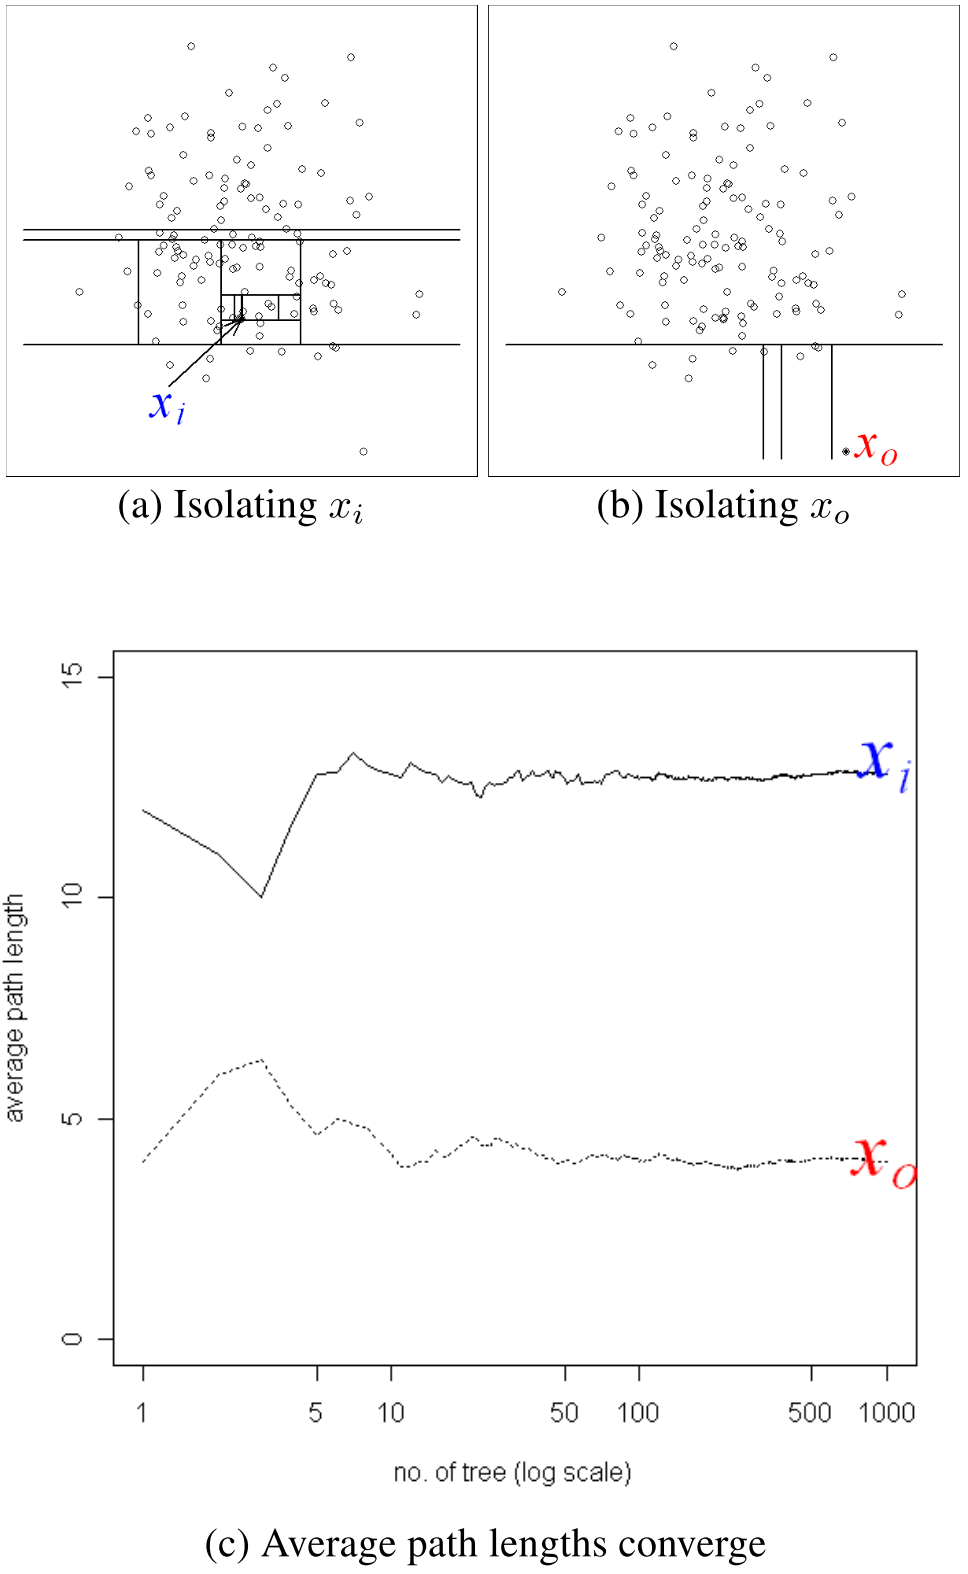 x_i
x_o
(a) Isolating x_i
(b) Isolating x_o
15
10
5
0
average path length
x_i
x_o
1 5 10 50 100 500 1000
no. of tree (log scale)
(c) Average path lengths converge